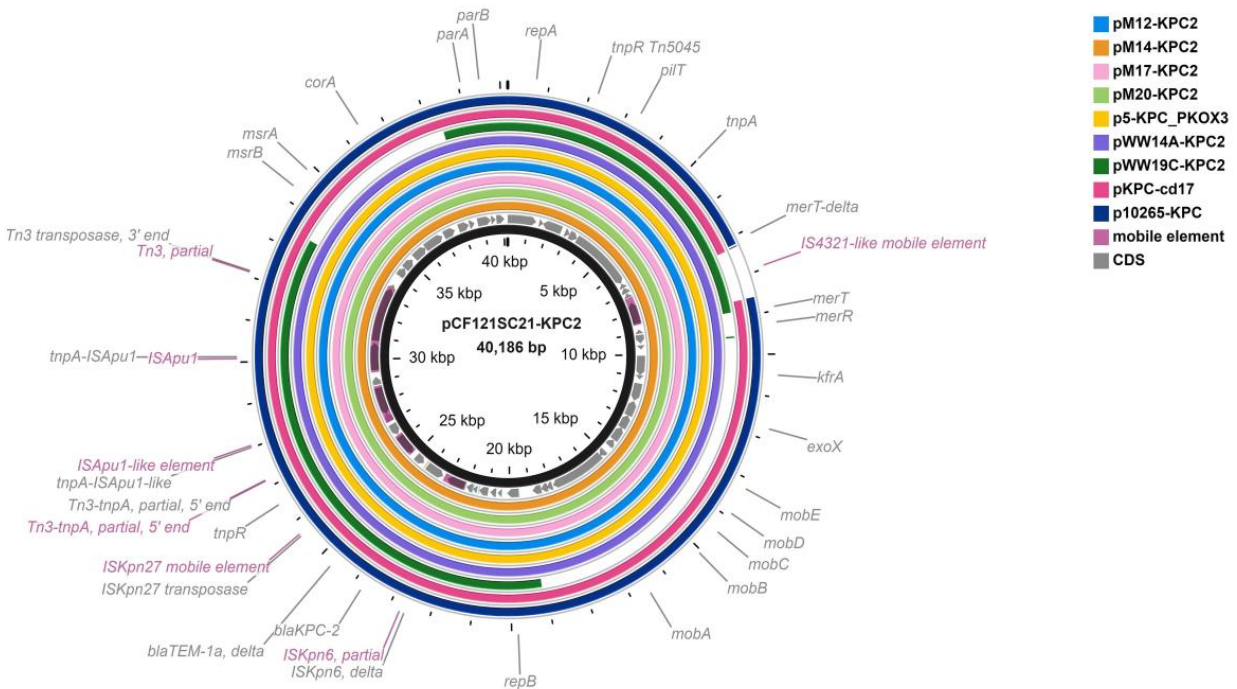 parB
parA
repA
tnpR Tn5045
pilT
corA
tnpA
msrA
msrB
merT-delta
Tn3 transposase, 3' end
Tn3, partial
IS4321-like mobile element
merT
merR
tnpA-ISApu1
ISApu1
kfrA
exoX
ISApu1-like element
tnpA-ISApu1-like
Tn3-tnpA, partial, 5' end
Tn3-tnpA, partial, 5' end
tnpR
mobE
mobD
mobC
mobB
ISKpn27 mobile element
ISKpn27 transposase
blaTEM-1a, delta
blaKPC-2
ISKpn6, partial
ISKpn6, delta
mobA
repB
40 kbp
35 kbp
5 kbp
pCF121SC21-KPC2
40,186 bp
30 kbp
10 kbp
25 kbp
15 kbp
20 kbp
pM12-KPC2
pM14-KPC2
pM17-KPC2
pM20-KPC2
p5-KPC_PKOX3
pWW14A-KPC2
pWW19C-KPC2
pKPC-cd17
p10265-KPC
mobile element
CDS